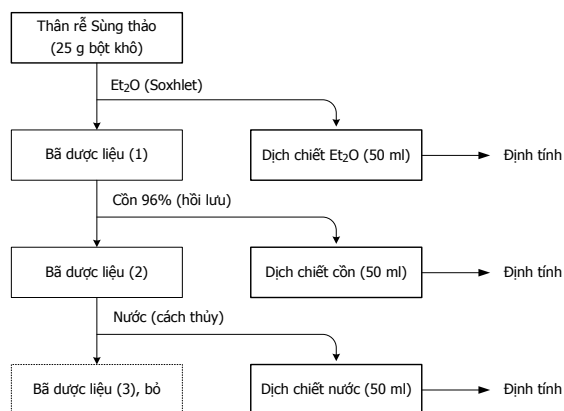 Thân rễ Sùng thảo
(25 g bột khô)
Et₂O (Soxhlet)
Bã dược liệu (1)
Dịch chiết Et₂O (50 ml)
Định tính
Cồn 96% (hồi lưu)
Bã dược liệu (2)
Dịch chiết cồn (50 ml)
Định tính
Nước (cách thủy)
Bã dược liệu (3), bỏ
Dịch chiết nước (50 ml)
Định tính